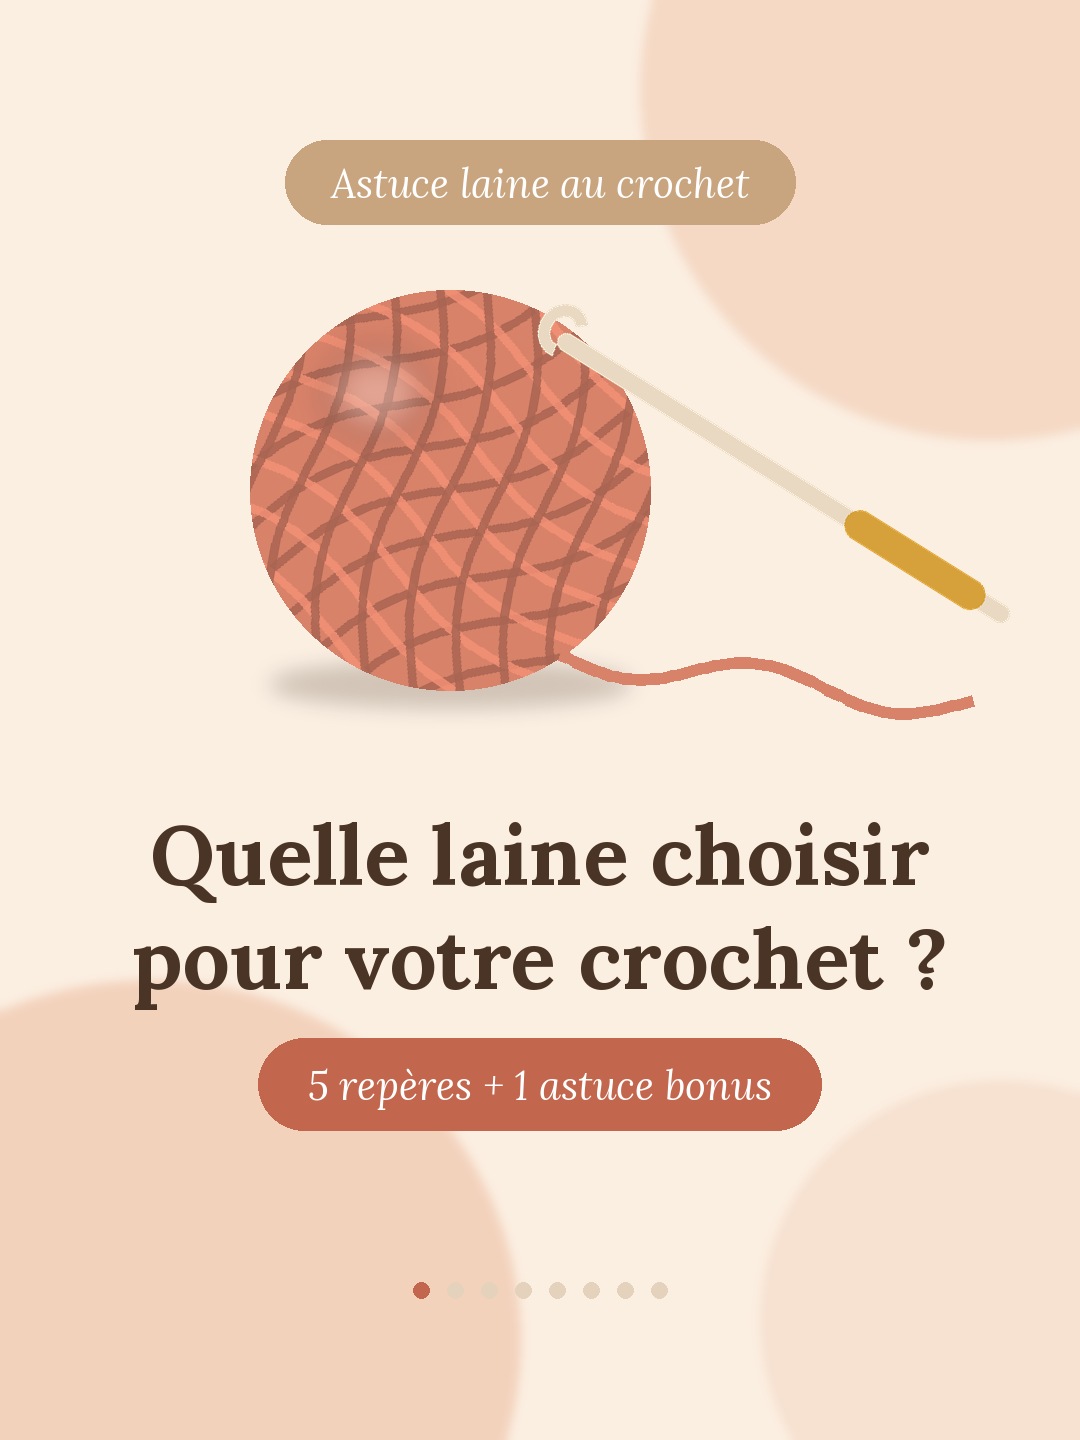 Astuce laine au crochet
Quelle laine choisir
pour votre crochet ?
5 repères + 1 astuce bonus